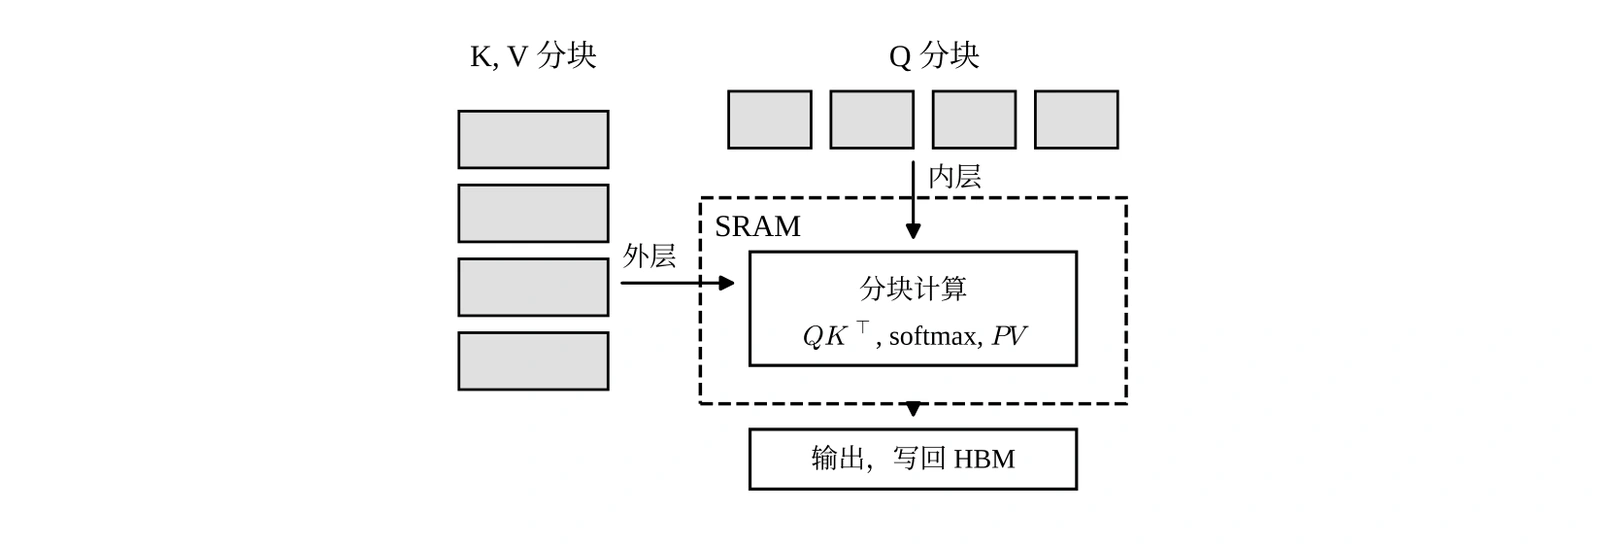 K, V 分块
Q 分块
内层
SRAM
外层
分块计算
QK⊤, softmax, PV
输出，写回 HBM